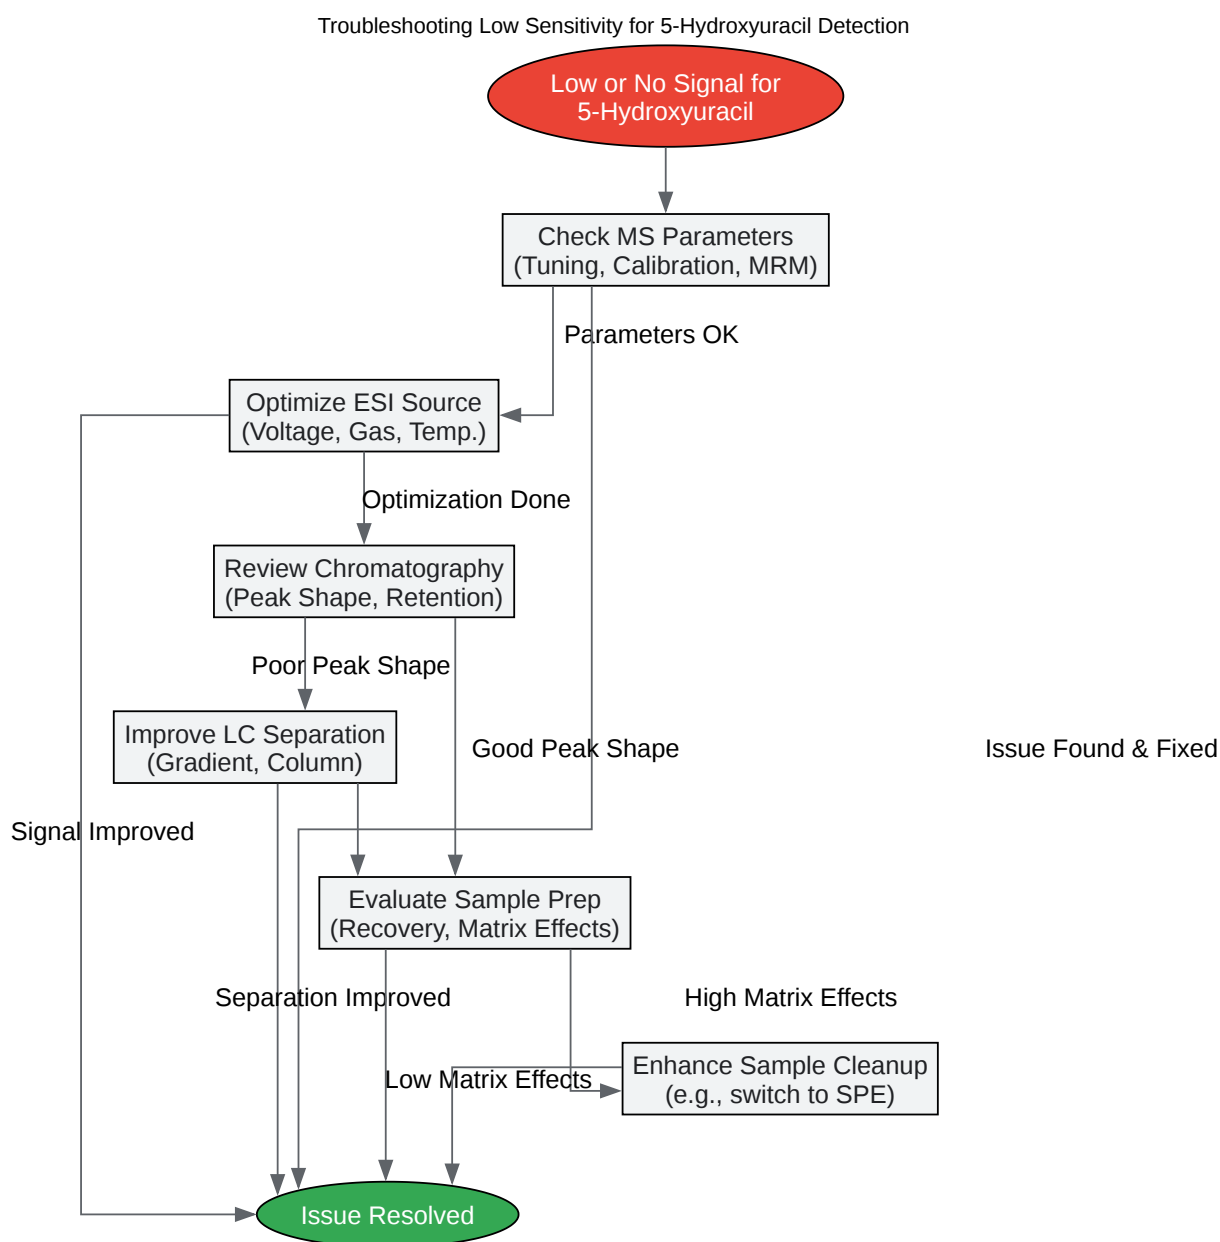 Troubleshooting Low Sensitivity for 5-Hydroxyuracil Detection
Low or No Signal for
5-Hydroxyuracil
Check MS Parameters
(Tuning, Calibration, MRM)
Parameters OK
Optimize ESI Source
(Voltage, Gas, Temp.)
Optimization Done
Review Chromatography
(Peak Shape, Retention)
Poor Peak Shape
Improve LC Separation
(Gradient, Column)
Good Peak Shape
Issue Found & Fixed
Signal Improved
Evaluate Sample Prep
(Recovery, Matrix Effects)
Separation Improved
High Matrix Effects
Low Matrix Effects
Enhance Sample Cleanup
(e.g., switch to SPE)
Issue Resolved